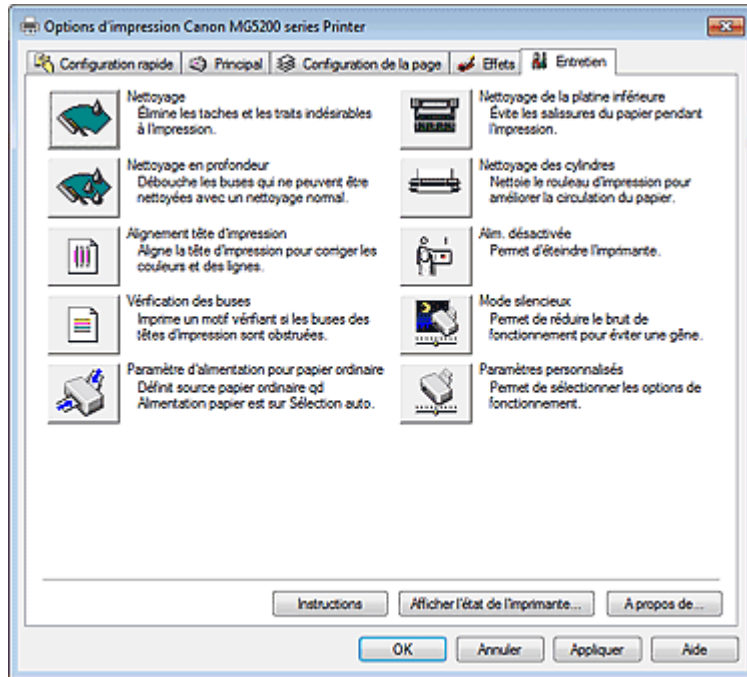 Options d'impression Canon MG5200 series Printer
Configuration rapide
Principal
Configuration de la page
Effets
Entretien
Nettoyage
Élimine les taches et les traits indésirables
à l'impression.
Nettoyage en profondeur
Débouche les buses qui ne peuvent être
nettoyées avec un nettoyage normal.
Alignement tête d'impression
Aligne la tête d'impression pour corriger les
couleurs et des lignes.
Vérification des buses
Imprime un motif vérifiant si les buses des
têtes d'impression sont obstruées.
Paramètre d'alimentation pour papier ordinaire
Définit source papier ordinaire qd
Alimentation papier est sur Sélection auto.
Nettoyage de la platine inférieure
Évite les salissures du papier pendant
l'impression.
Nettoyage des cylindres
Nettoie le rouleau d'impression pour
améliorer la circulation du papier.
Alim. désactivée
Permet d'éteindre l'imprimante.
Mode silencieux
Permet de réduire le bruit de
fonctionnement pour éviter une gêne.
Paramètres personnalisés
Permet de sélectionner les options de
fonctionnement.
Instructions
Afficher l'état de l'imprimante...
A propos de...
OK
Annuler
Appliquer
Aide